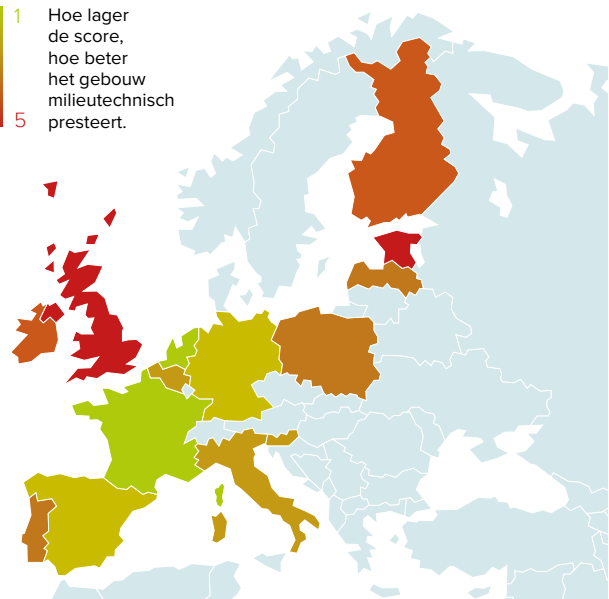 1
Hoe lager
de score,
hoe beter
het gebouw
milieutechnisch
5
presteert.